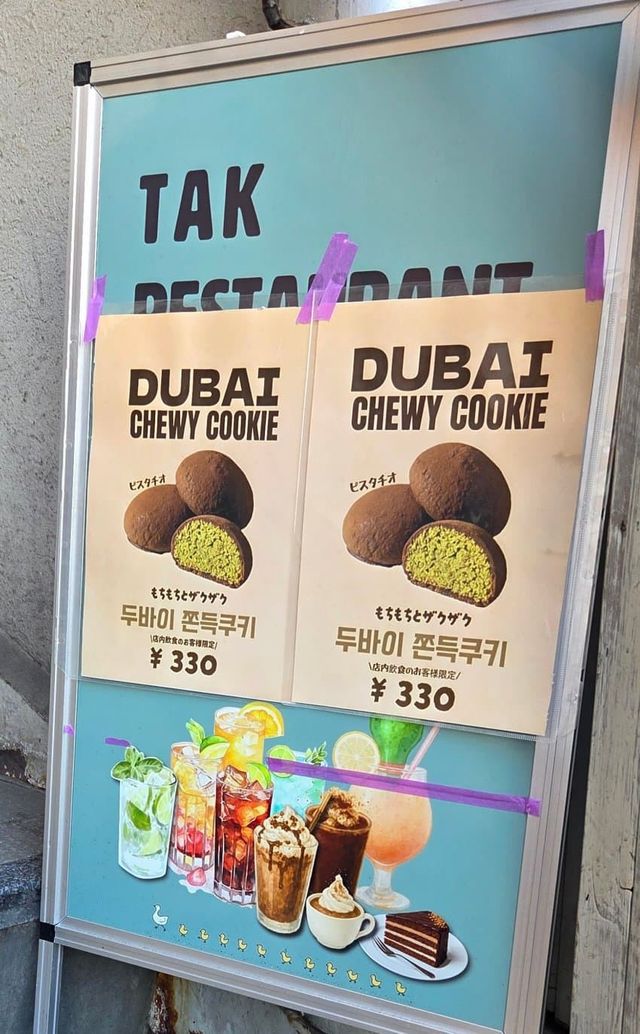 TAK
RESTAURANT
DUBAI
CHEWY COOKIE
ピスタチオ
もちもちとザクザク
두바이 쫀득쿠키
\店内飲食のお客様限定/
¥ 330
DUBAI
CHEWY COOKIE
ピスタチオ
もちもちとザクザク
두바이 쫀득쿠키
\店内飲食のお客様限定/
¥ 330